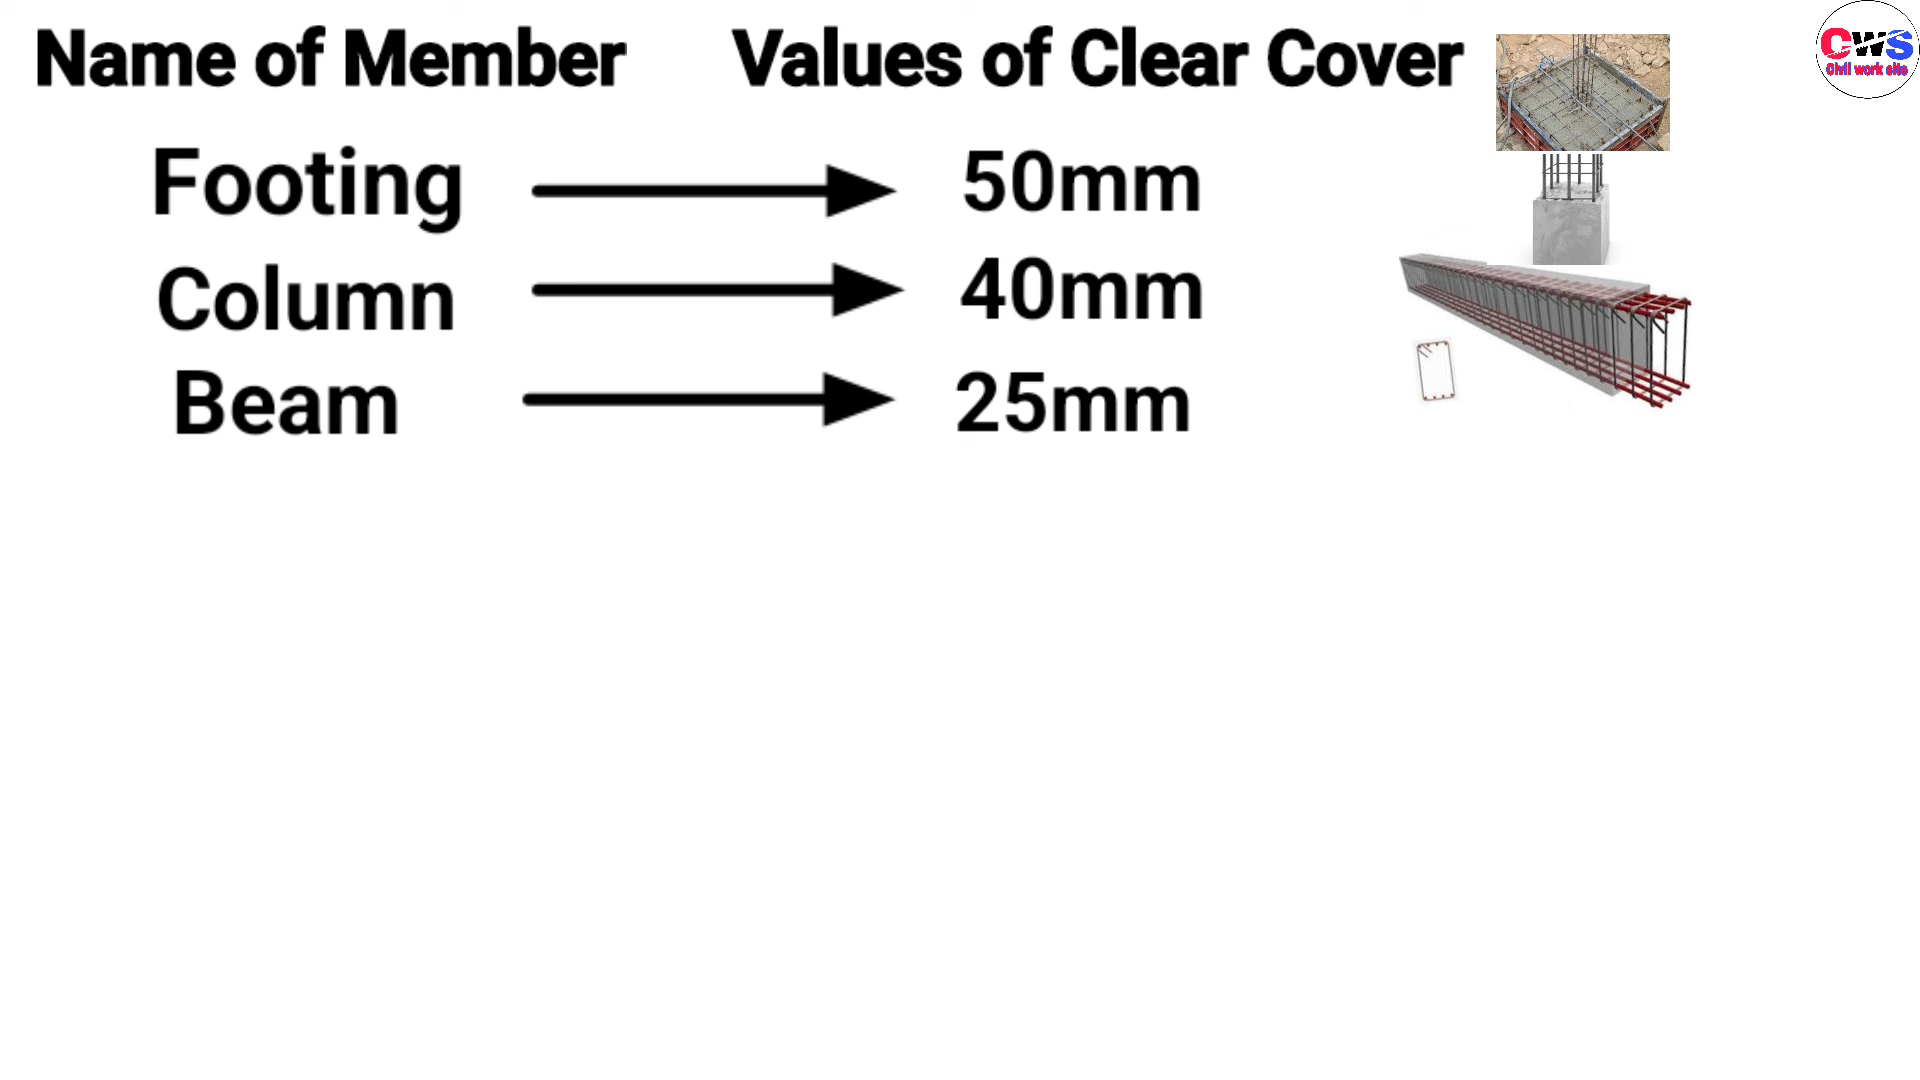 Name of Member Values of Clear Cover
Footing 50mm
Column 40mm
Beam 25mm
CWS
Civil work site